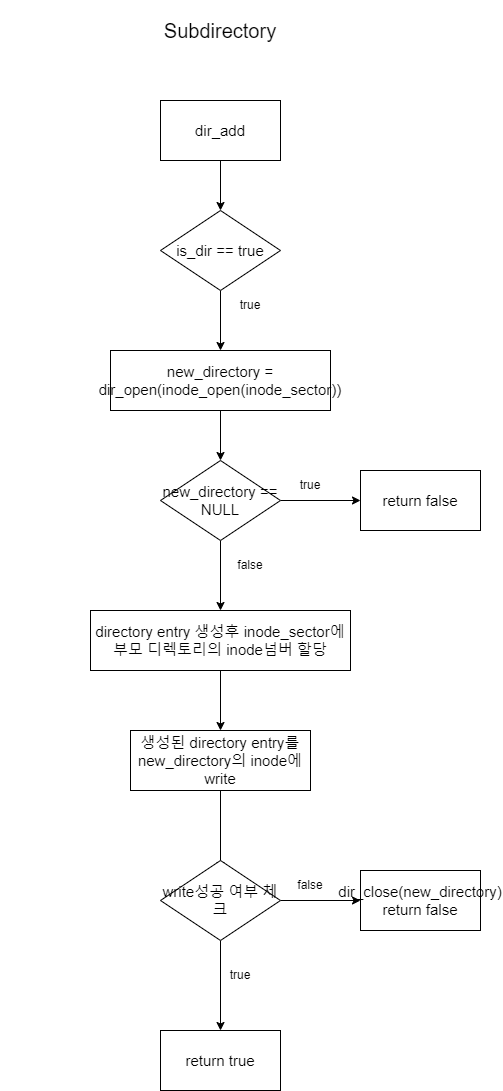 Subdirectory
dir_add
is_dir == true
true
new_directory =
dir_open(inode_open(inode_sector))
new_directory ==
NULL
true
return false
false
directory entry 생성후 inode_sector에
부모 디렉토리의 inode넘버 할당
생성된 directory entry를
new_directory의 inode에
write
write성공 여부 체
크
false
dir_close(new_directory)
return false
true
return true